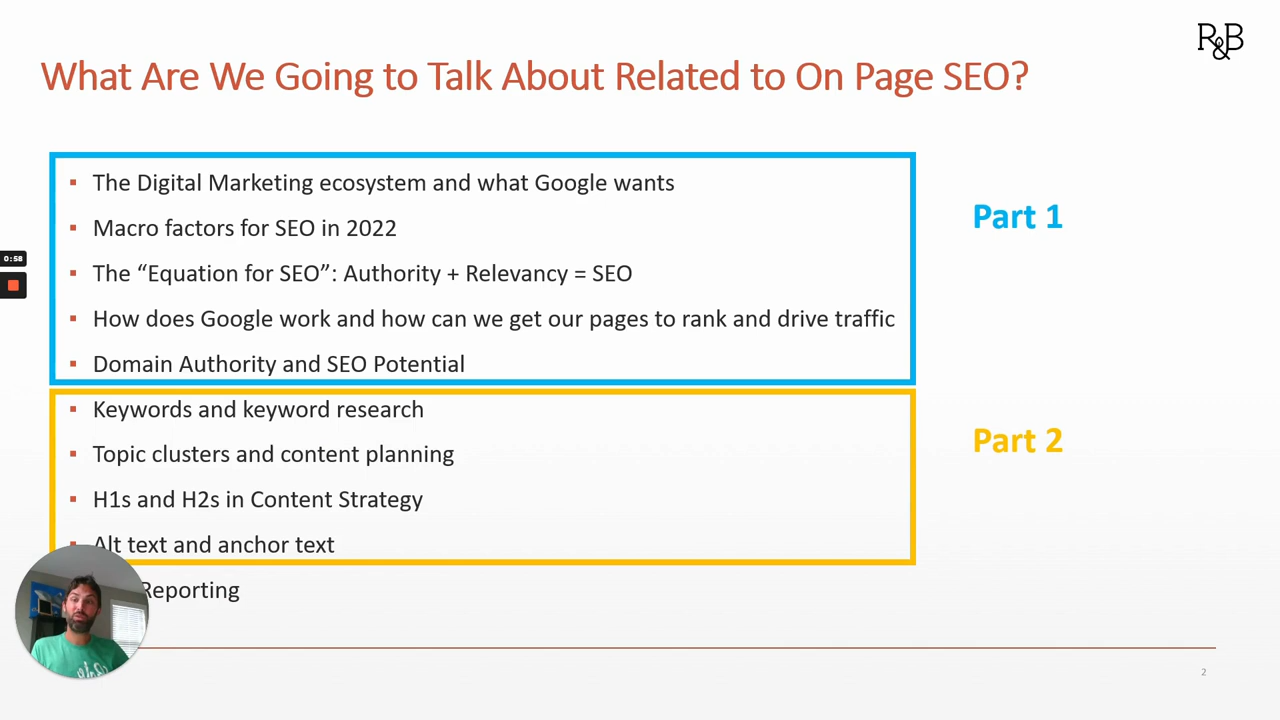 R&B
What Are We Going to Talk About Related to On Page SEO?
▪ The Digital Marketing ecosystem and what Google wants
▪ Macro factors for SEO in 2022
▪ The “Equation for SEO”: Authority + Relevancy = SEO
▪ How does Google work and how can we get our pages to rank and drive traffic
▪ Domain Authority and SEO Potential
Part 1
▪ Keywords and keyword research
▪ Topic clusters and content planning
▪ H1s and H2s in Content Strategy
▪ Alt text and anchor text
Part 2
Reporting
0:58
2